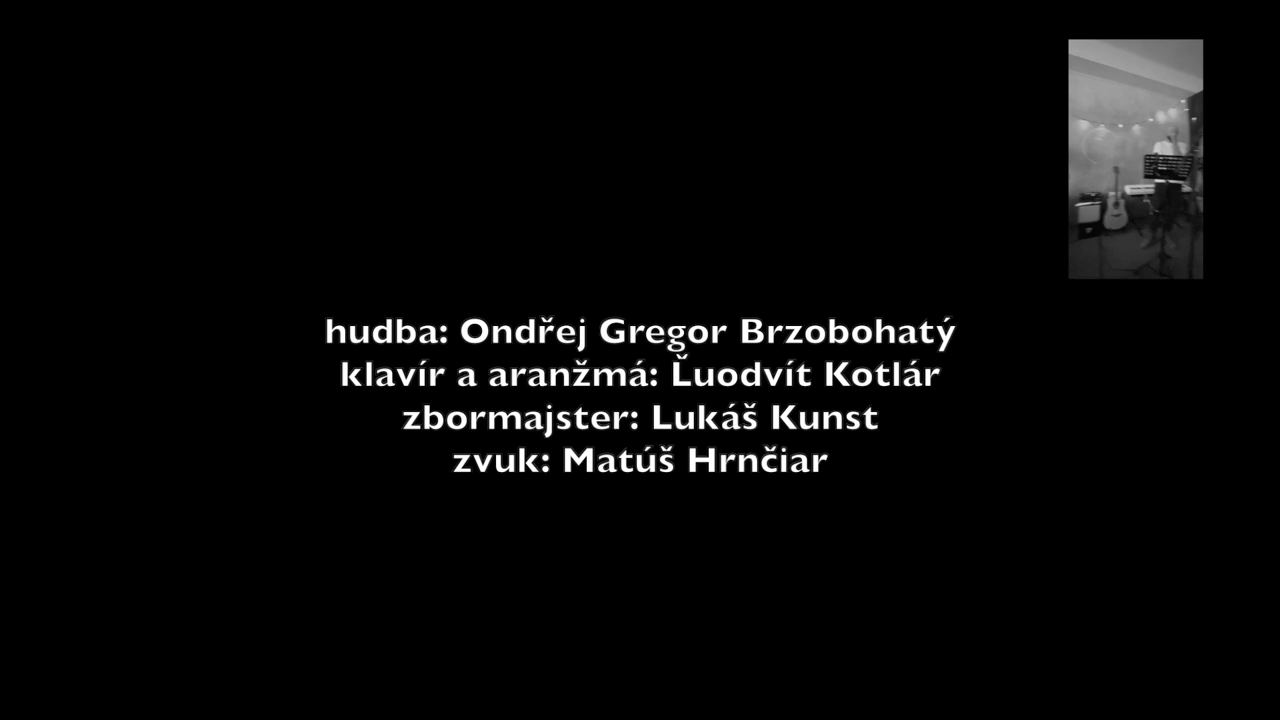 hudba: Ondřej Gregor Brzobohatý
klavír a aranžmá: Ľuodvít Kotlár
zbormajster: Lukáš Kunst
zvuk: Matúš Hrnčiar